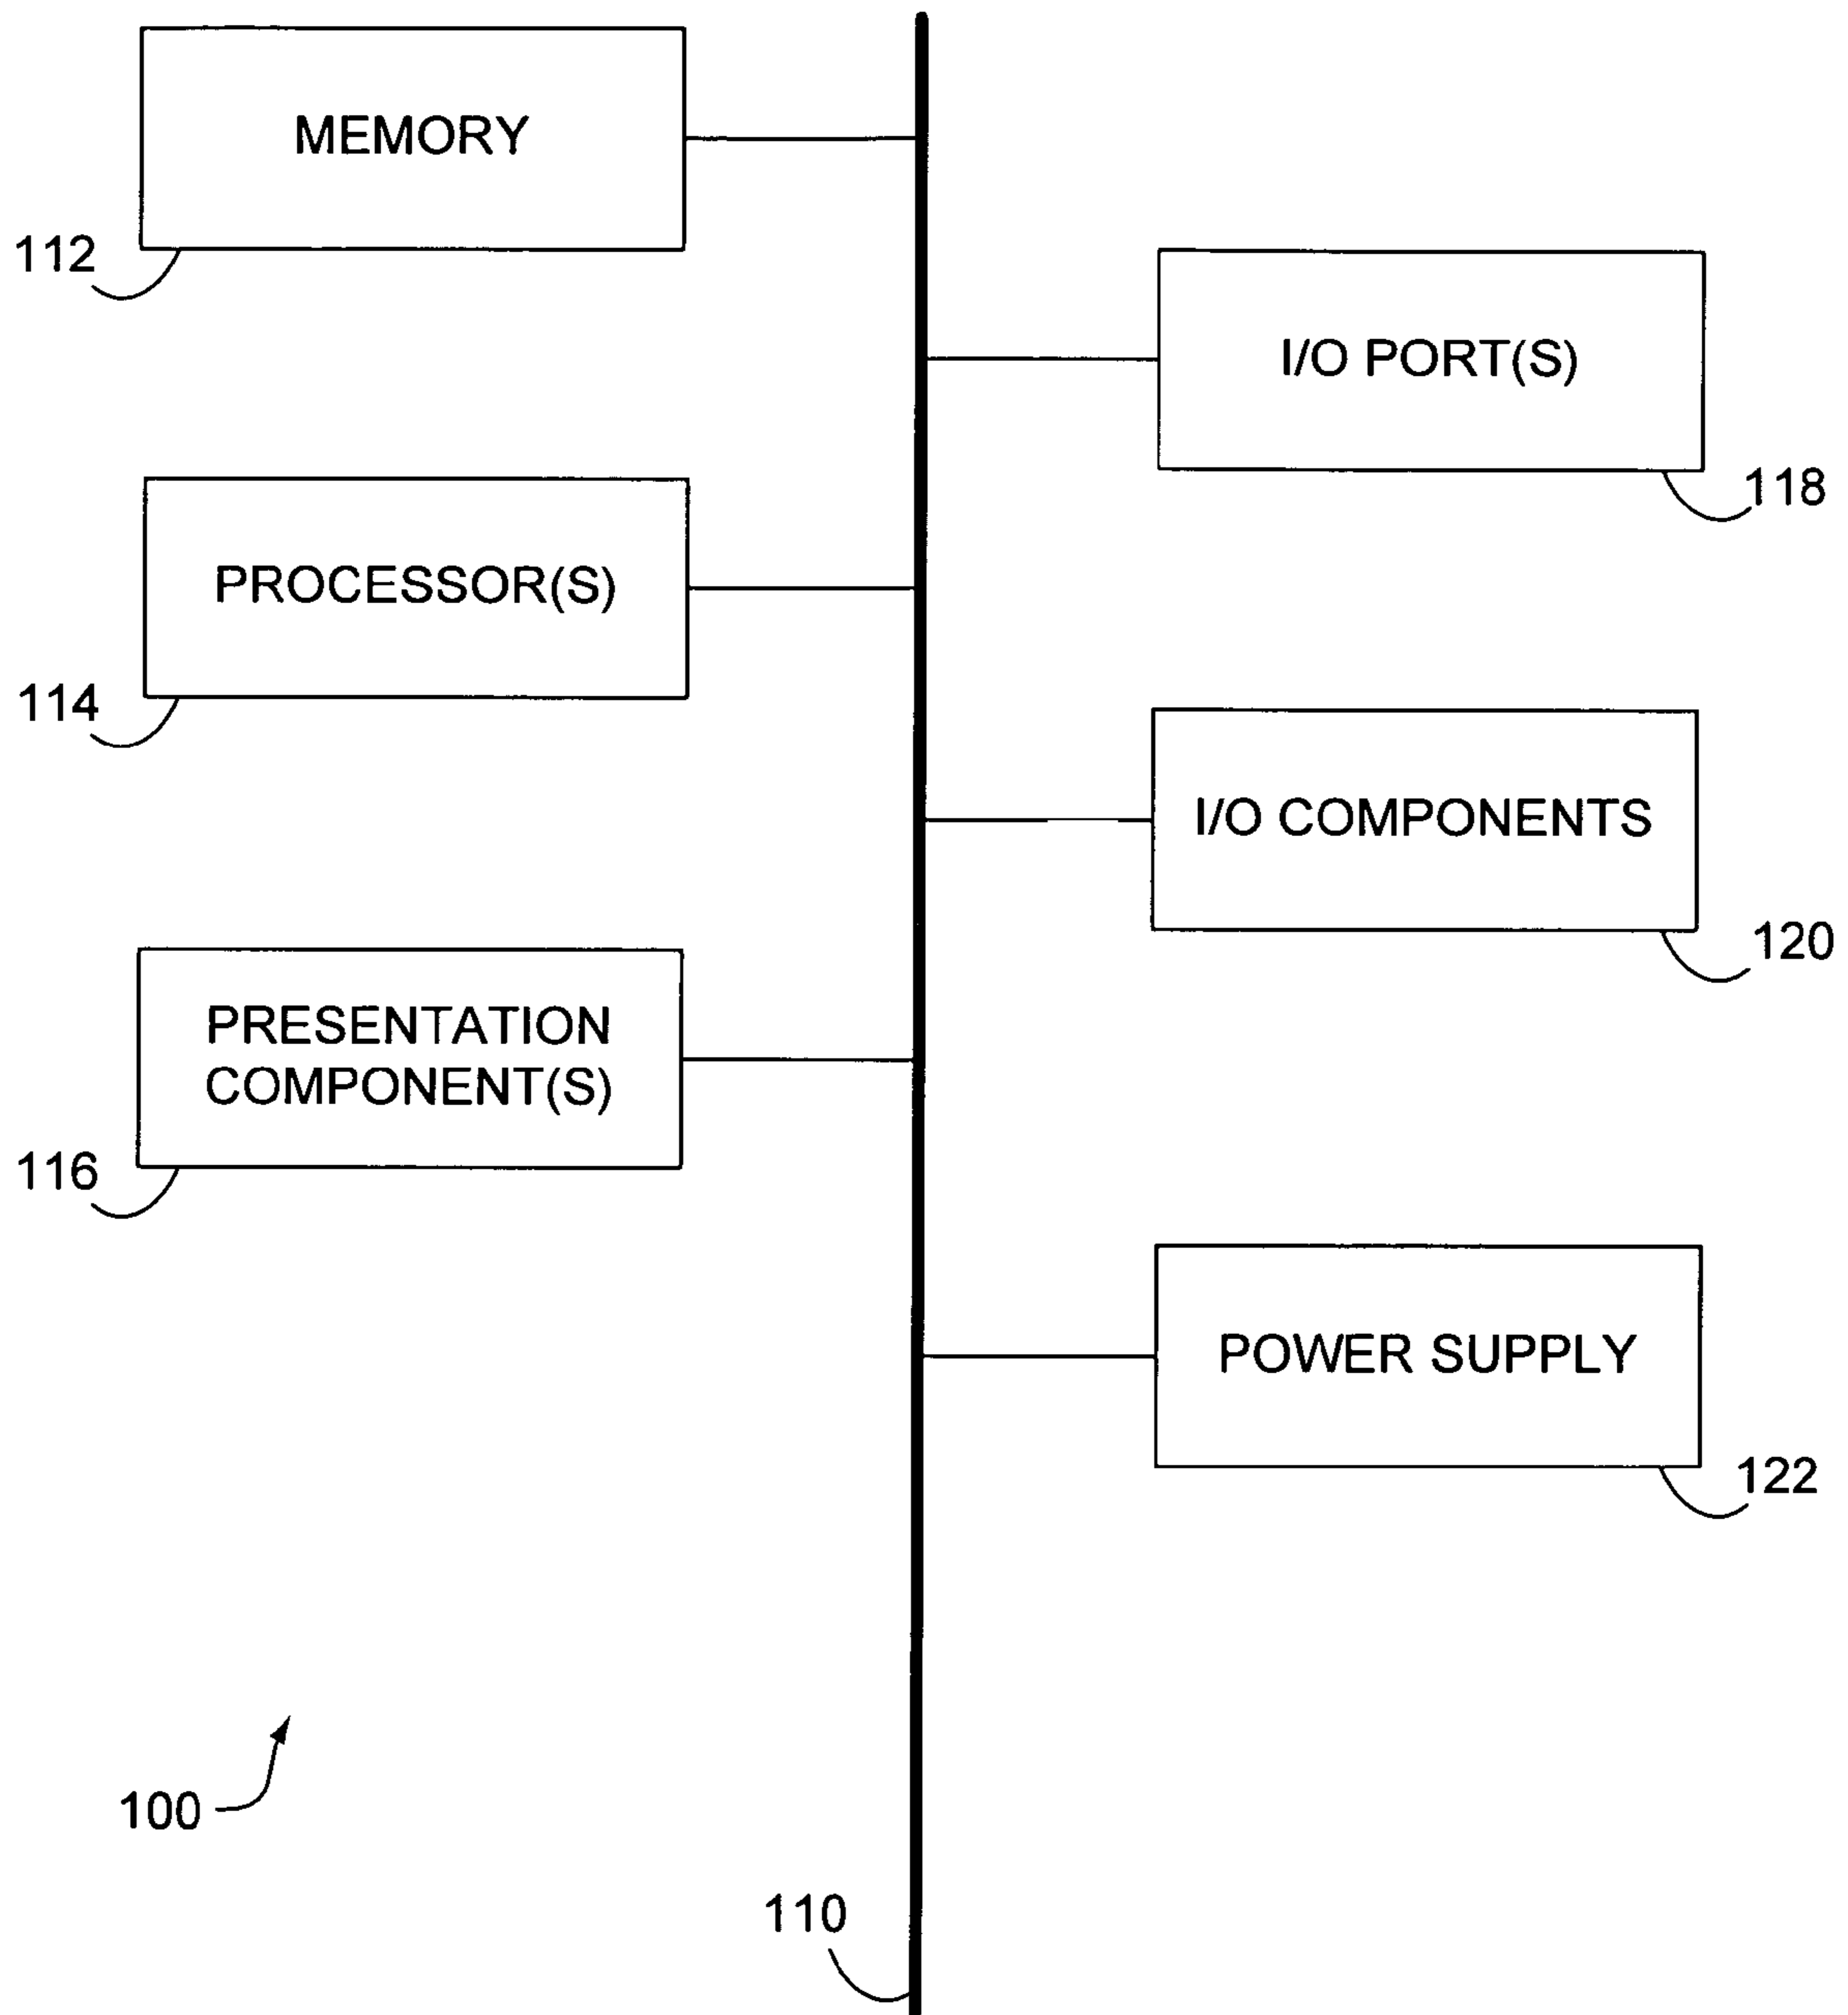 MEMORY
112
I/O PORT(S)
118
PROCESSOR(S)
114
I/O COMPONENTS
120
PRESENTATION
COMPONENT(S)
116
POWER SUPPLY
122
100
110